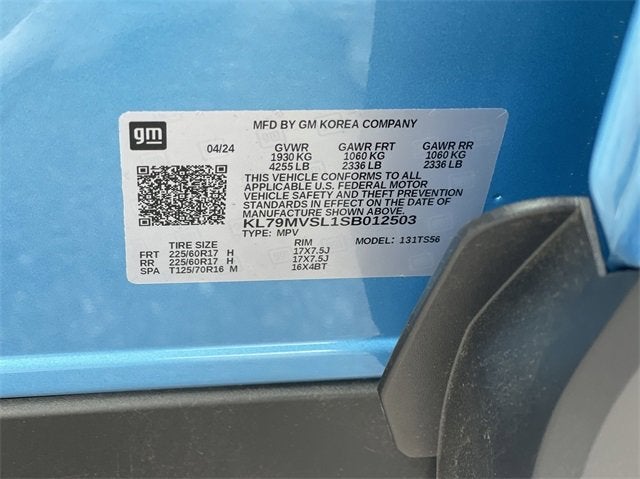 gm
MFD BY GM KOREA COMPANY
04/24 GVWR GAWR FRT GAWR RR
1930 KG 1060 KG 1060 KG
4255 LB 2336 LB 2336 LB
THIS VEHICLE CONFORMS TO ALL
APPLICABLE U.S. FEDERAL MOTOR
VEHICLE SAFETY AND THEFT PREVENTION
STANDARDS IN EFFECT ON THE DATE OF
MANUFACTURE SHOWN ABOVE.
KL79MVSL1SB012503
TYPE: MPV MODEL: 131TS56
TIRE SIZE RIM
FRT 225/60R17 H 17X7.5J
RR 225/60R17 H 17X7.5J
SPA T125/70R16 M 16X4BT